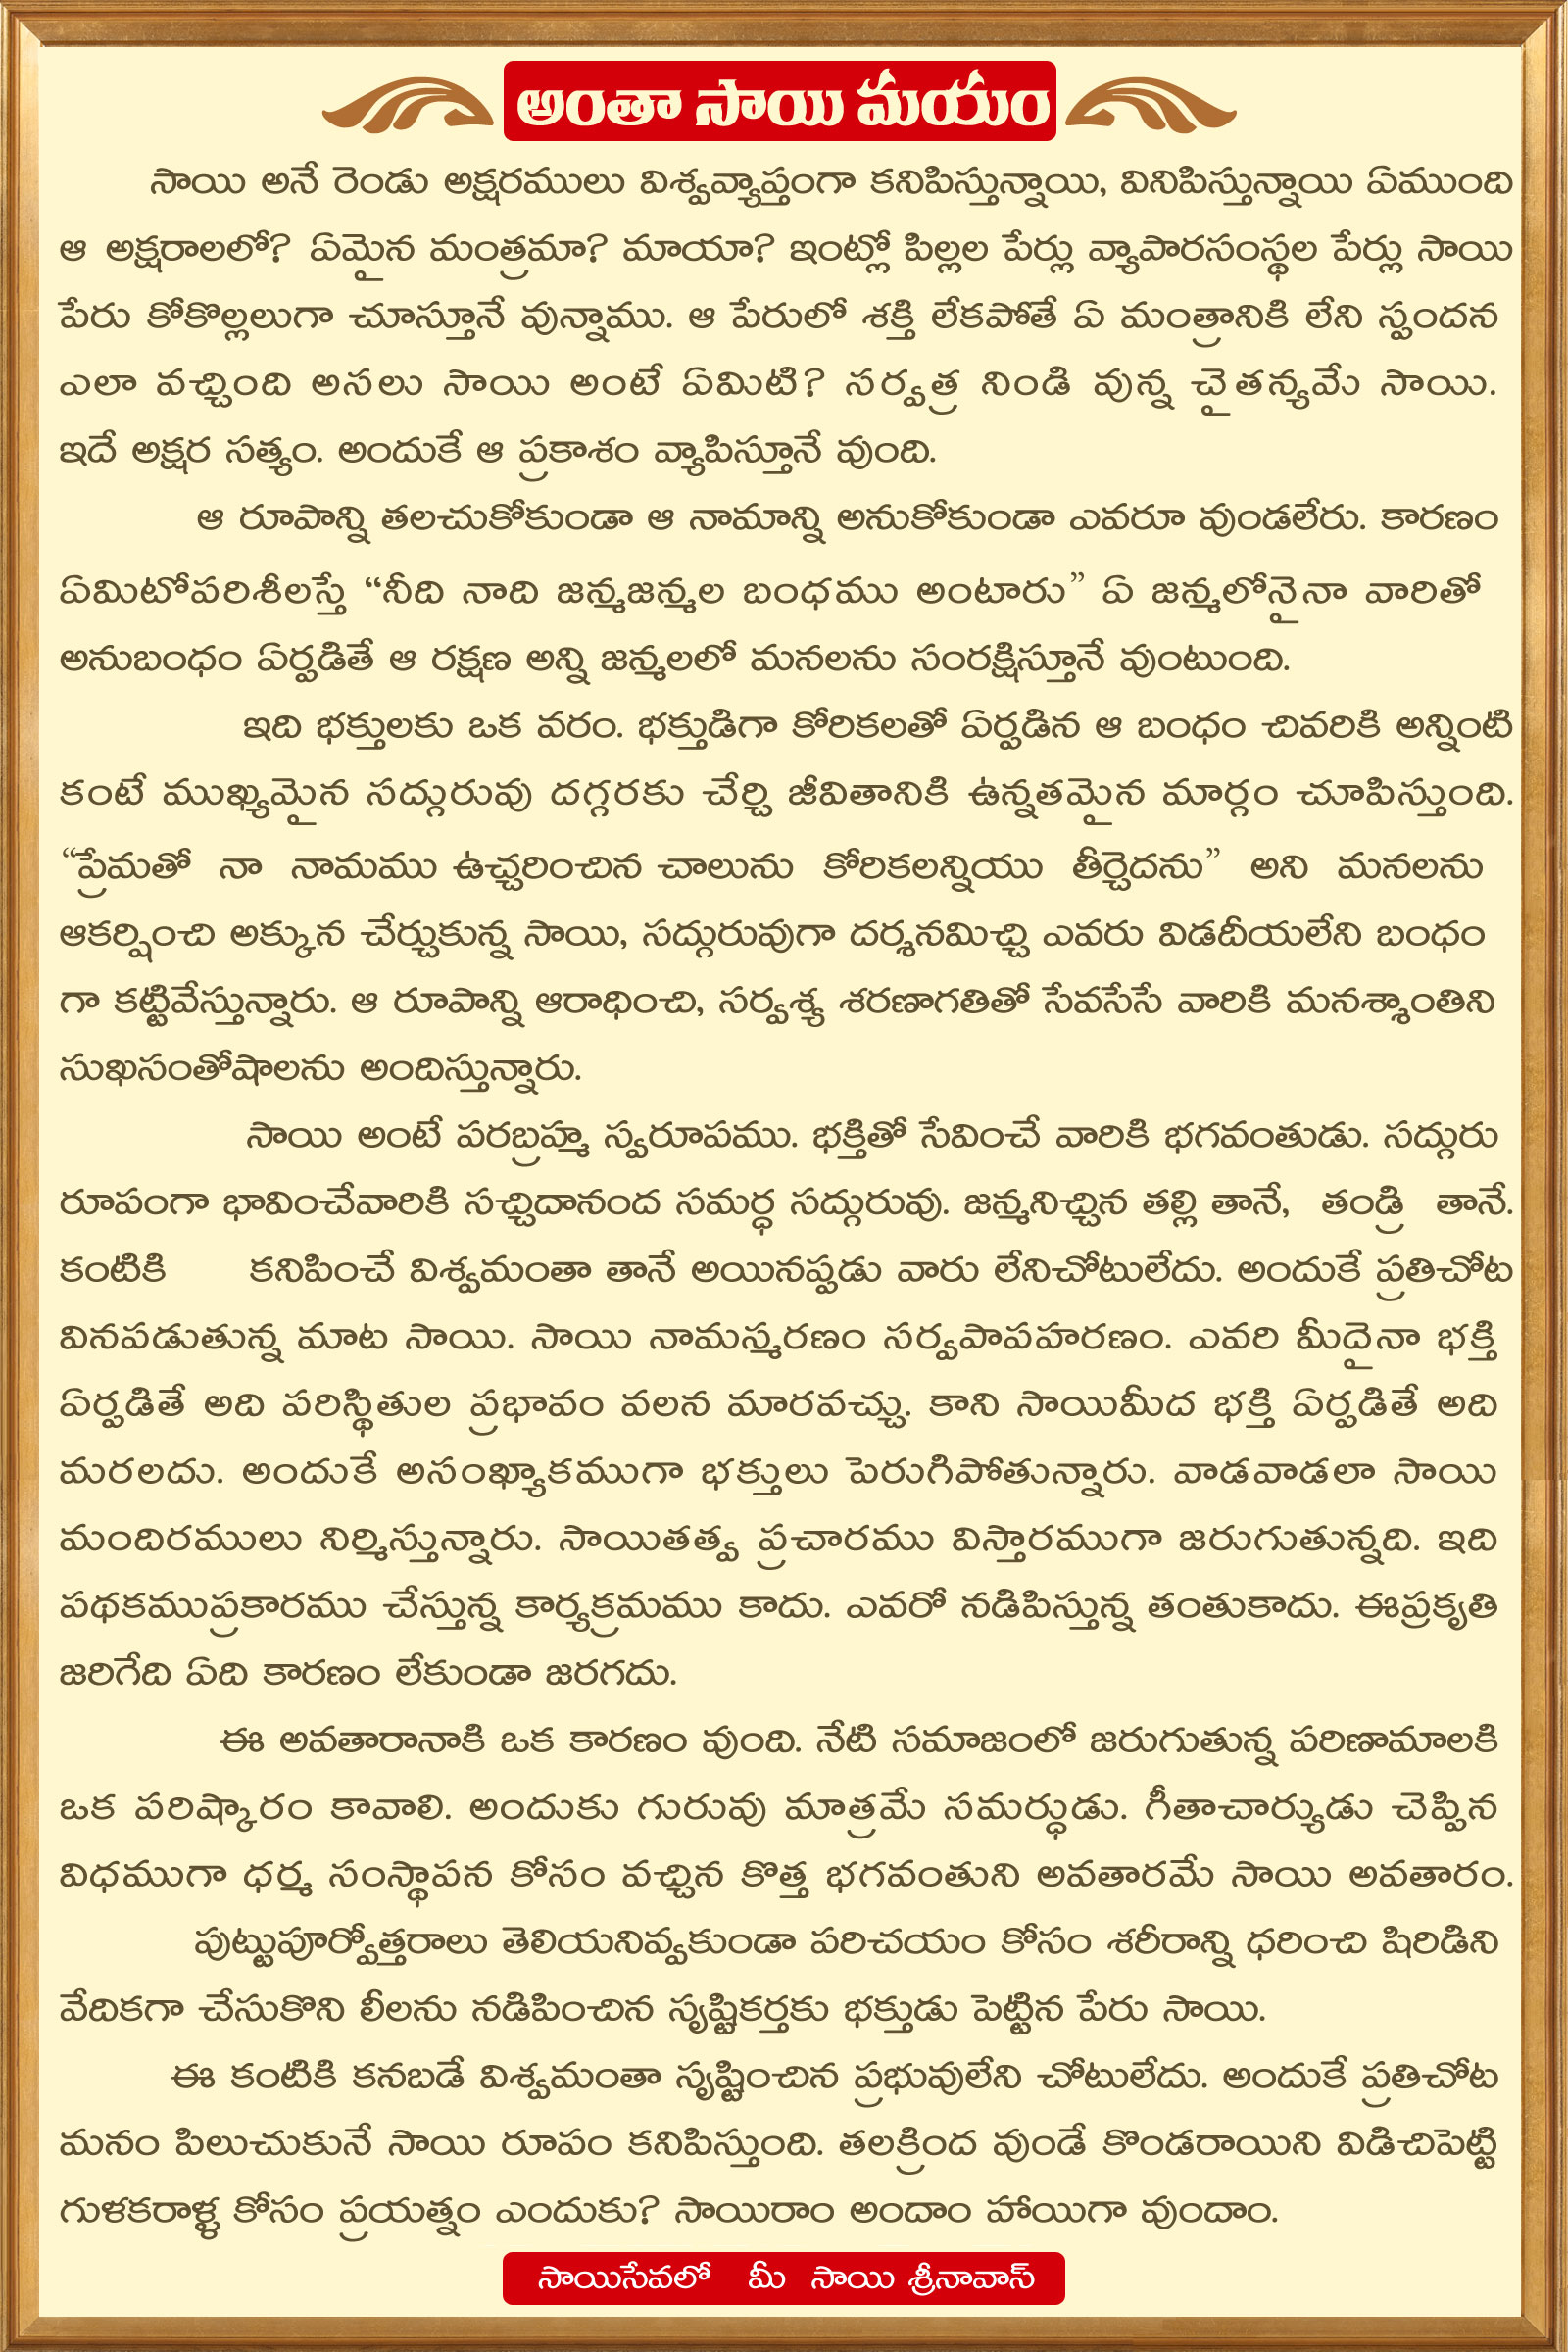 అంతా సాయి మయం
సాయి అనే రెండు అక్షరములు విశ్వవ్యాప్తంగా కనిపిస్తున్నాయి, వినిపిస్తున్నాయి ఏముంది
ఆ అక్షరాలలో? ఏమైన మంత్రమా? మాయా? ఇంట్లో పిల్లల పేర్లు వ్యాపారసంస్థల పేర్లు సాయి
పేరు కోకొల్లలుగా చూస్తూనే వున్నాము. ఆ పేరులో శక్తి లేకపోతే ఏ మంత్రానికి లేని స్పందన
ఎలా వచ్చింది అసలు సాయి అంటే ఏమిటి? సర్వత్ర నిండి వున్న చైతన్యమే సాయి.
ఇదే అక్షర సత్యం. అందుకే ఆ ప్రకాశం వ్యాపిస్తూనే వుంది.
ఆ రూపాన్ని తలచుకోకుండా ఆ నామాన్ని అనుకోకుండా ఎవరూ వుండలేరు. కారణం
ఏమిటోపరిశీలస్తే “నీది నాది జన్మజన్మల బంధము అంటారు” ఏ జన్మలోనైనా వారితో
అనుబంధం ఏర్పడితే ఆ రక్షణ అన్ని జన్మలలో మనలను సంరక్షిస్తూనే వుంటుంది.
ఇది భక్తులకు ఒక వరం. భక్తుడిగా కోరికలతో ఏర్పడిన ఆ బంధం చివరికి అన్నింటి
కంటే ముఖ్యమైన సద్గురువు దగ్గరకు చేర్చి జీవితానికి ఉన్నతమైన మార్గం చూపిస్తుంది.
“ప్రేమతో నా నామము ఉచ్చరించిన చాలును కోరికలన్నియు తీర్చెదను” అని మనలను
ఆకర్షించి అక్కున చేర్చుకున్న సాయి, సద్గురువుగా దర్శనమిచ్చి ఎవరు విడదీయలేని బంధం
గా కట్టివేస్తున్నారు. ఆ రూపాన్ని ఆరాధించి, సర్వశ్య శరణాగతితో సేవసేసే వారికి మనశ్శాంతిని
సుఖసంతోషాలను అందిస్తున్నారు.
సాయి అంటే పరబ్రహ్మ స్వరూపము. భక్తితో సేవించే వారికి భగవంతుడు. సద్గురు
రూపంగా భావించేవారికి సచ్చిదానంద సమర్ధ సద్గురువు. జన్మనిచ్చిన తల్లి తానే, తండ్రి తానే.
కంటికి కనిపించే విశ్వమంతా తానే అయినప్పడు వారు లేనిచోటులేదు. అందుకే ప్రతిచోట
వినపడుతున్న మాట సాయి. సాయి నామస్మరణం సర్వపాపహరణం. ఎవరి మీదైనా భక్తి
ఏర్పడితే అది పరిస్థితుల ప్రభావం వలన మారవచ్చు. కాని సాయిమీద భక్తి ఏర్పడితే అది
మరలదు. అందుకే అసంఖ్యాకముగా భక్తులు పెరుగిపోతున్నారు. వాడవాడలా సాయి
మందిరములు నిర్మిస్తున్నారు. సాయితత్వ ప్రచారము విస్తారముగా జరుగుతున్నది. ఇది
పథకముప్రకారము చేస్తున్న కార్యక్రమము కాదు. ఎవరో నడిపిస్తున్న తంతుకాదు. ఈప్రకృతి
జరిగేది ఏది కారణం లేకుండా జరగదు.
ఈ అవతారానాకి ఒక కారణం వుంది. నేటి సమాజంలో జరుగుతున్న పరిణామాలకి
ఒక పరిష్కారం కావాలి. అందుకు గురువు మాత్రమే సమర్ధుడు. గీతాచార్యుడు చెప్పిన
విధముగా ధర్మ సంస్థాపన కోసం వచ్చిన కొత్త భగవంతుని అవతారమే సాయి అవతారం.
పుట్టుపూర్వోత్తరాలు తెలియనివ్వకుండా పరిచయం కోసం శరీరాన్ని ధరించి షిరిడిని
వేదికగా చేసుకొని లీలను నడిపించిన సృష్టికర్తకు భక్తుడు పెట్టిన పేరు సాయి.
ఈ కంటికి కనబడే విశ్వమంతా సృష్టించిన ప్రభువులేని చోటులేదు. అందుకే ప్రతిచోట
మనం పిలుచుకునే సాయి రూపం కనిపిస్తుంది. తలక్రింద వుండే కొండరాయిని విడిచిపెట్టి
గుళకరాళ్ళ కోసం ప్రయత్నం ఎందుకు? సాయిరాం అందాం హాయిగా వుందాం.
సాయిసేవలో మీ సాయి శ్రీనావాస్